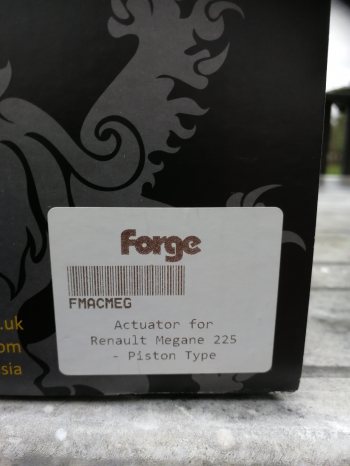 forge
FMACMEG
Actuator for
Renault Megane 225
- Piston Type
.uk
om
sia